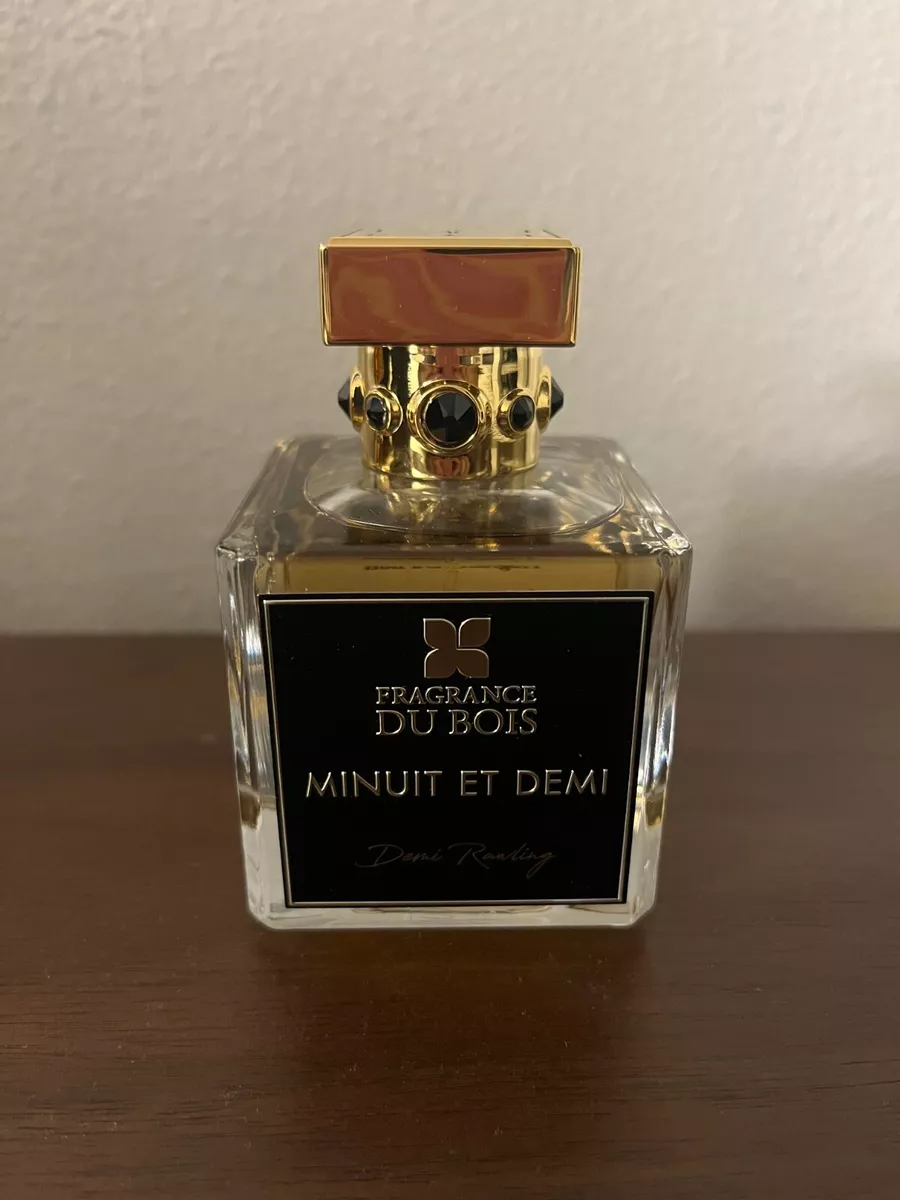 FRAGRANCE
DU BOIS
MINUIT ET DEMI
Demi Rawling